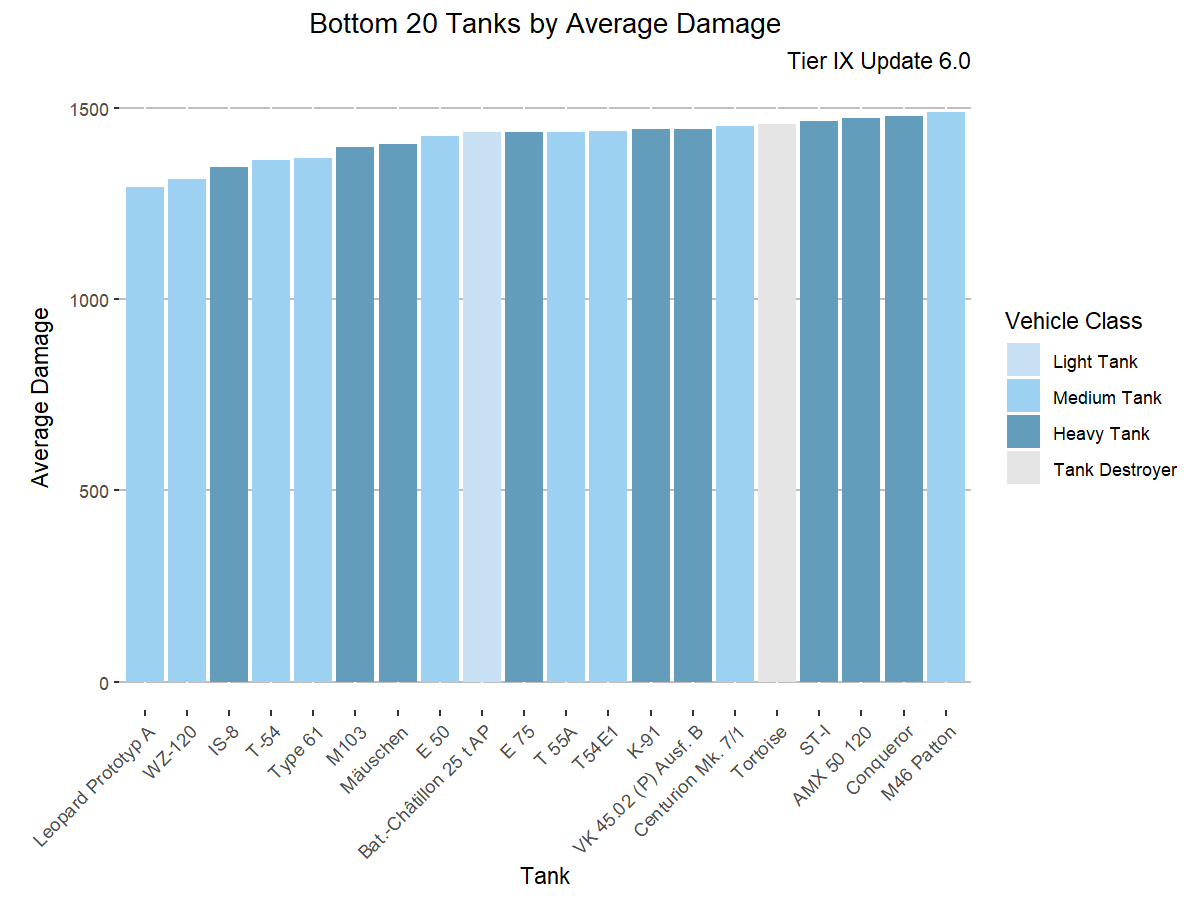 Bottom 20 Tanks by Average Damage
Tier IX Update 6.0
Average Damage
1500
1000
500
0
Leopard Prototyp A
WZ-120
IS-8
T-54
Type 61
M103
Mäuschen
E 50
Bat.-Châtillon 25 t AP
E 75
T 55A
T54E1
K-91
VK 45.02 (P) Ausf. B
Centurion Mk. 7/1
Tortoise
ST-I
AMX 50 120
Conqueror
M46 Patton
Tank
Vehicle Class
Light Tank
Medium Tank
Heavy Tank
Tank Destroyer